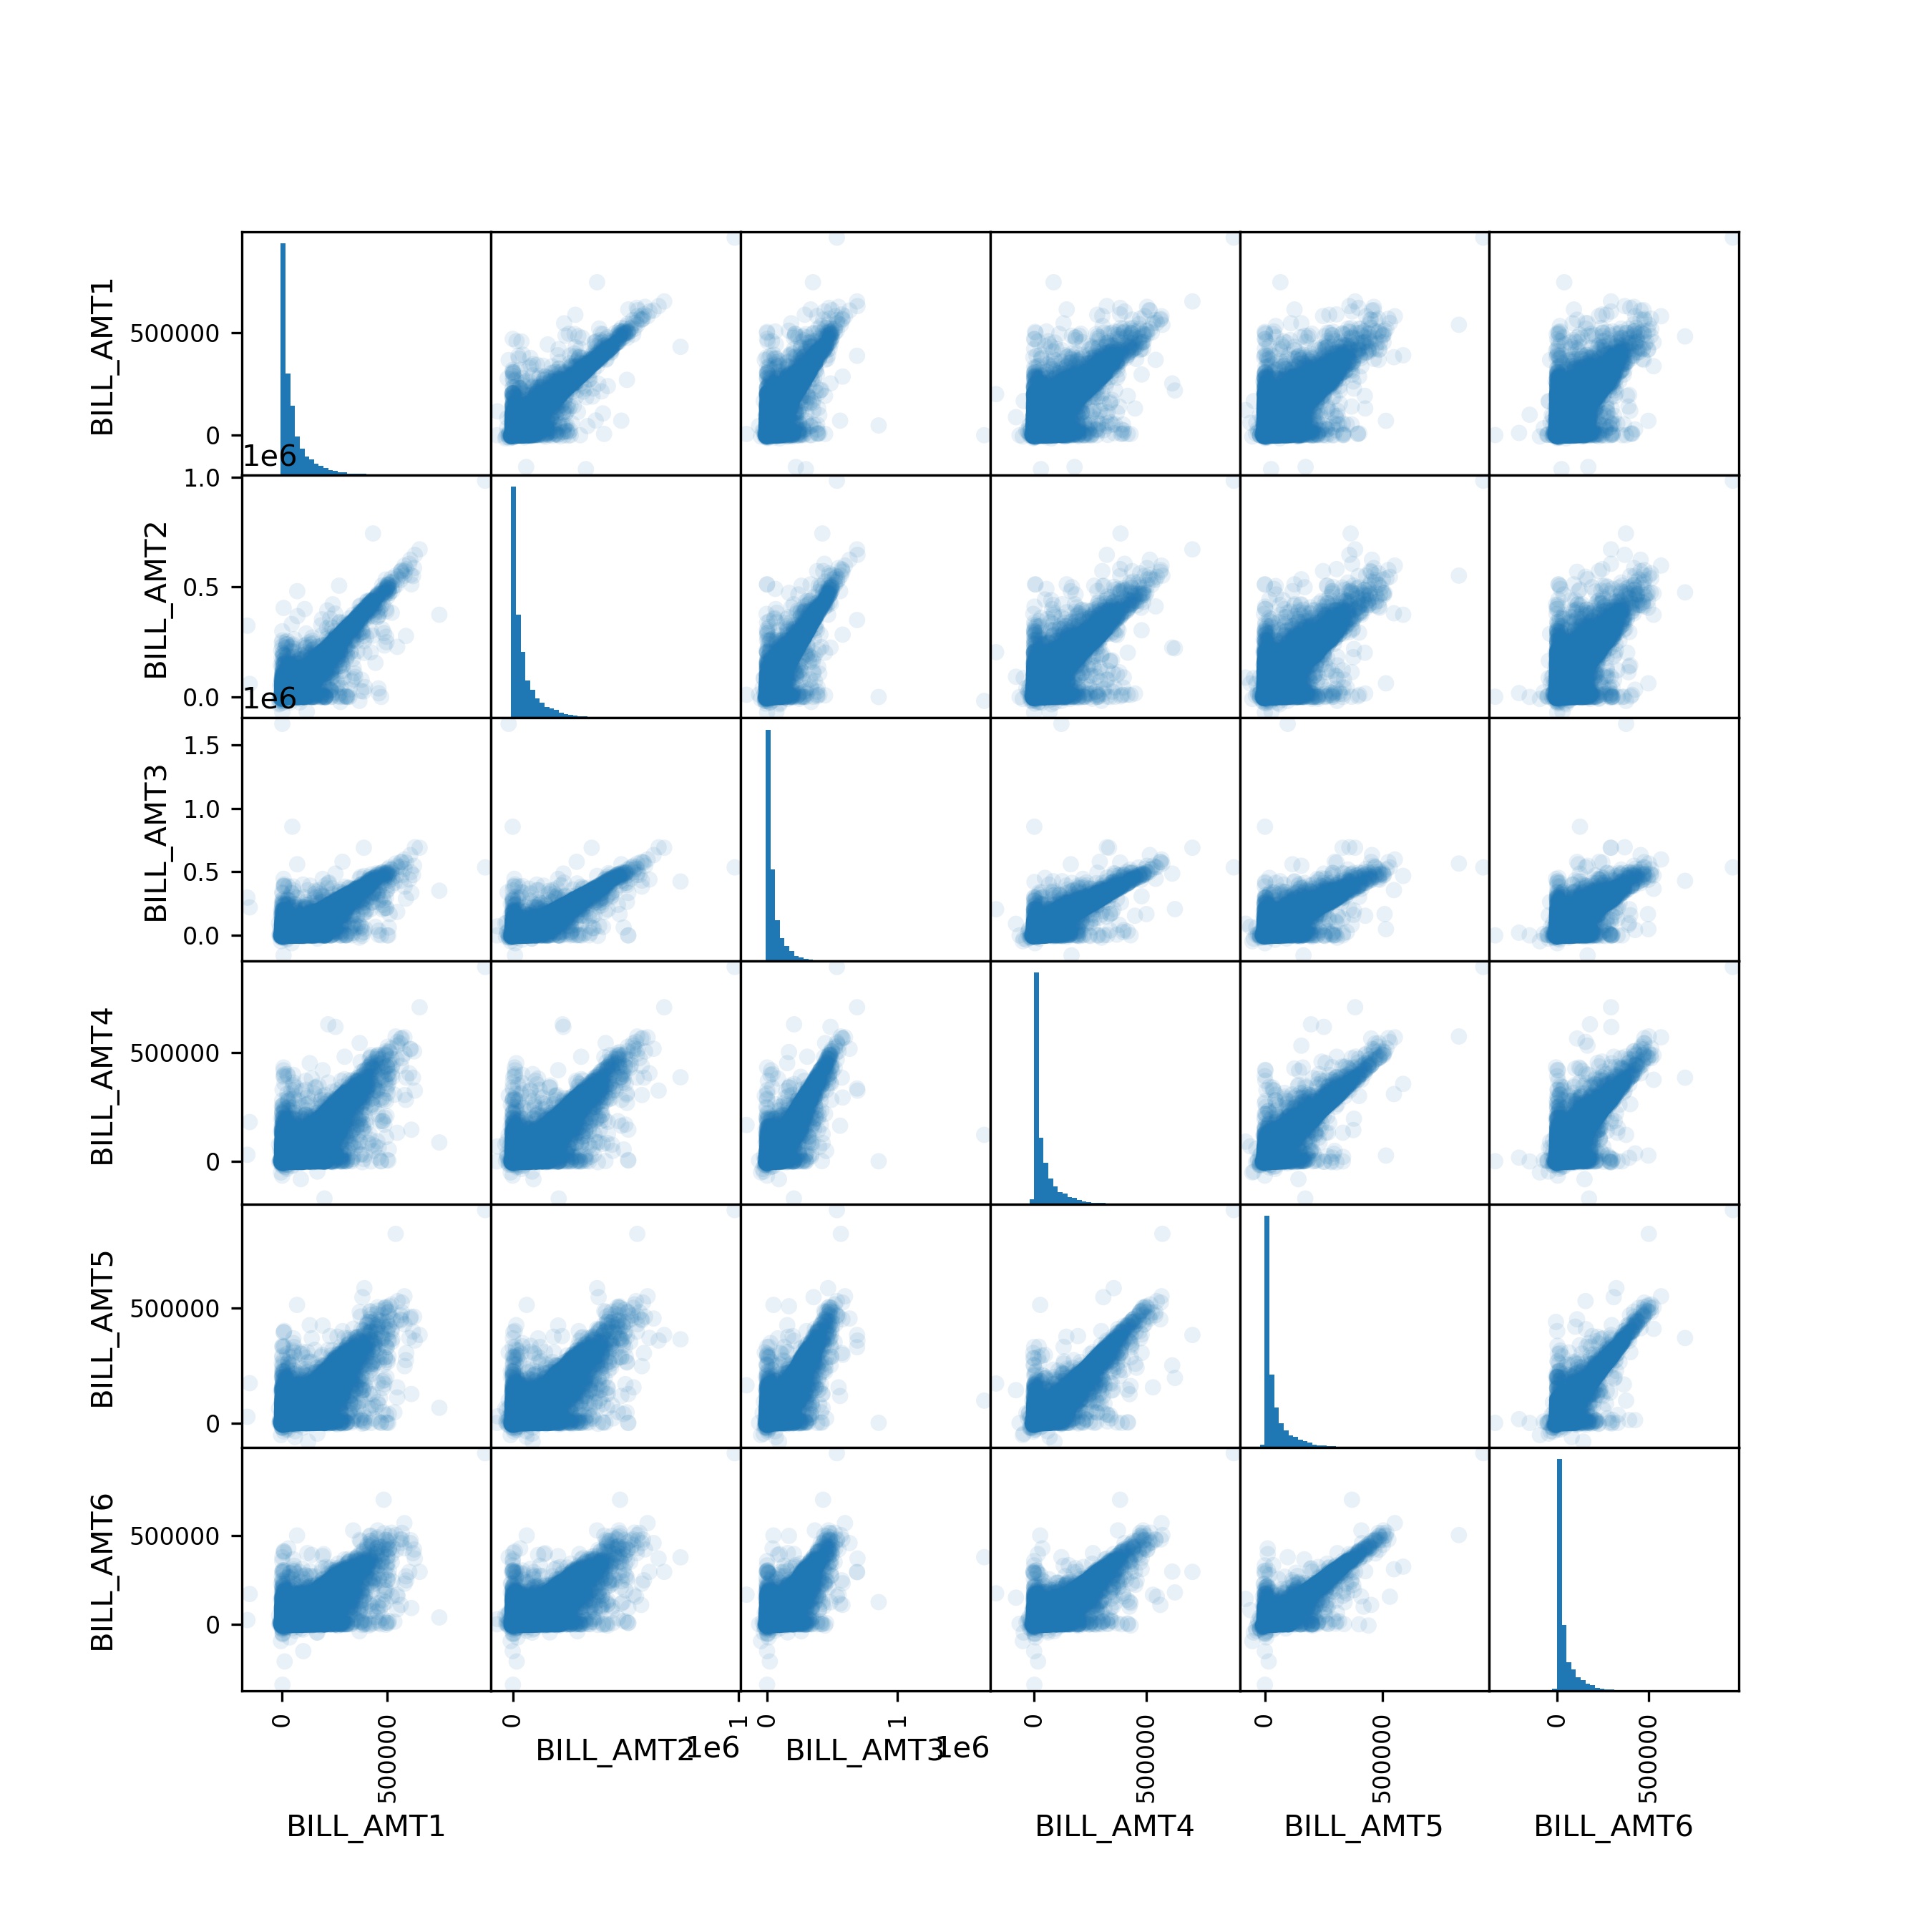 BILL_AMT1
500000
0
1e6
BILL_AMT2
1.0
0.5
0.0
1e6
BILL_AMT3
1.5
1.0
0.5
0.0
BILL_AMT4
500000
0
BILL_AMT5
500000
0
BILL_AMT6
500000
0
0 500000 0 1 0 1 0 500000 0 500000 0 500000
BILL_AMT2 1e6 BILL_AMT3 1e6
BILL_AMT1 BILL_AMT4 BILL_AMT5 BILL_AMT6